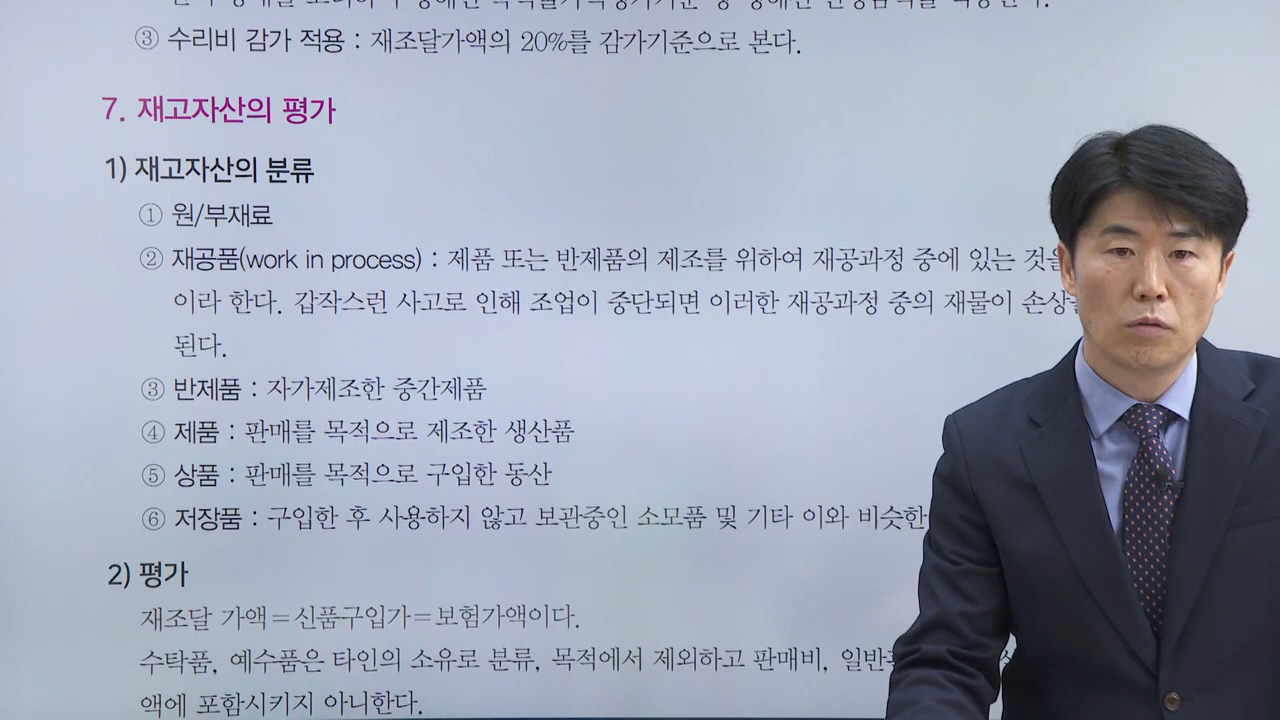 ③ 수리비 감가 적용 : 재조달가액의 20%를 감가기준으로 본다.
7. 재고자산의 평가
1) 재고자산의 분류
① 원/부재료
② 재공품(work in process) : 제품 또는 반제품의 제조를 위하여 재공과정 중에 있는 것을
이라 한다. 갑작스런 사고로 인해 조업이 중단되면 이러한 재공과정 중의 재물이 손상을
된다.
③ 반제품 : 자가제조한 중간제품
④ 제품 : 판매를 목적으로 제조한 생산품
⑤ 상품 : 판매를 목적으로 구입한 동산
⑥ 저장품 : 구입한 후 사용하지 않고 보관중인 소모품 및 기타 이와 비슷한
2) 평가
재조달 가액=신품구입가=보험가액이다.
수탁품, 예수품은 타인의 소유로 분류, 목적에서 제외하고 판매비,
액에 포함시키지 아니한다.